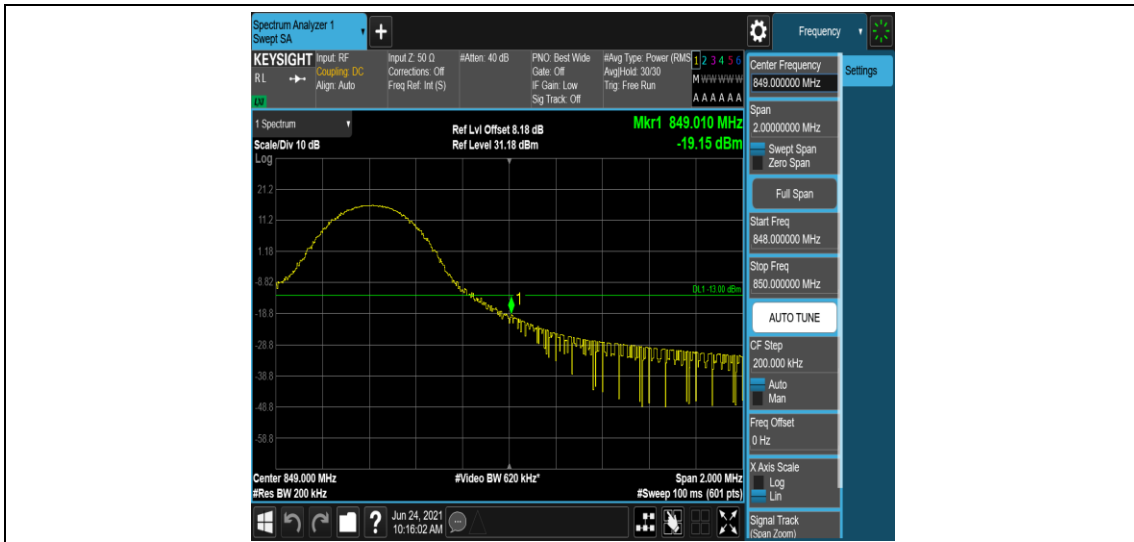 Spectrum Analyzer 1
Swept SA
+
Frequency
KEYSIGHT
RL
LXI
Input: RF
Coupling: DC
Align: Auto
Input Z: 50 Ω
Corrections: Off
Freq Ref: Int (S)
#Atten: 40 dB
PNO: Best Wide
Gate: Off
IF Gain: Low
Sig Track: Off
#Avg Type: Power (RMS
Avg|Hold: 30/30
Trig: Free Run
1 2 3 4 5 6
M W W W W W
A A A A A A
1 Spectrum
Scale/Div 10 dB
Log
Ref Lvl Offset 8.18 dB
Ref Level 31.18 dBm
Mkr1 849.010 MHz
-19.15 dBm
21.2
11.2
1.18
-8.82
DL1 -13.00 dBm
1
-18.8
-28.8
-38.8
-48.8
-58.8
Center 849.000 MHz
#Res BW 200 kHz
#Video BW 620 kHz*
Span 2.000 MHz
#Sweep 100 ms (601 pts)
Center Frequency
849.000000 MHz
Settings
Span
2.00000000 MHz
Swept Span
Zero Span
Full Span
Start Freq
848.000000 MHz
Stop Freq
850.000000 MHz
AUTO TUNE
CF Step
200.000 kHz
Auto
Man
Freq Offset
0 Hz
X Axis Scale
Log
Lin
Signal Track
(Span Zoom)
?
Jun 24, 2021
10:16:02 AM